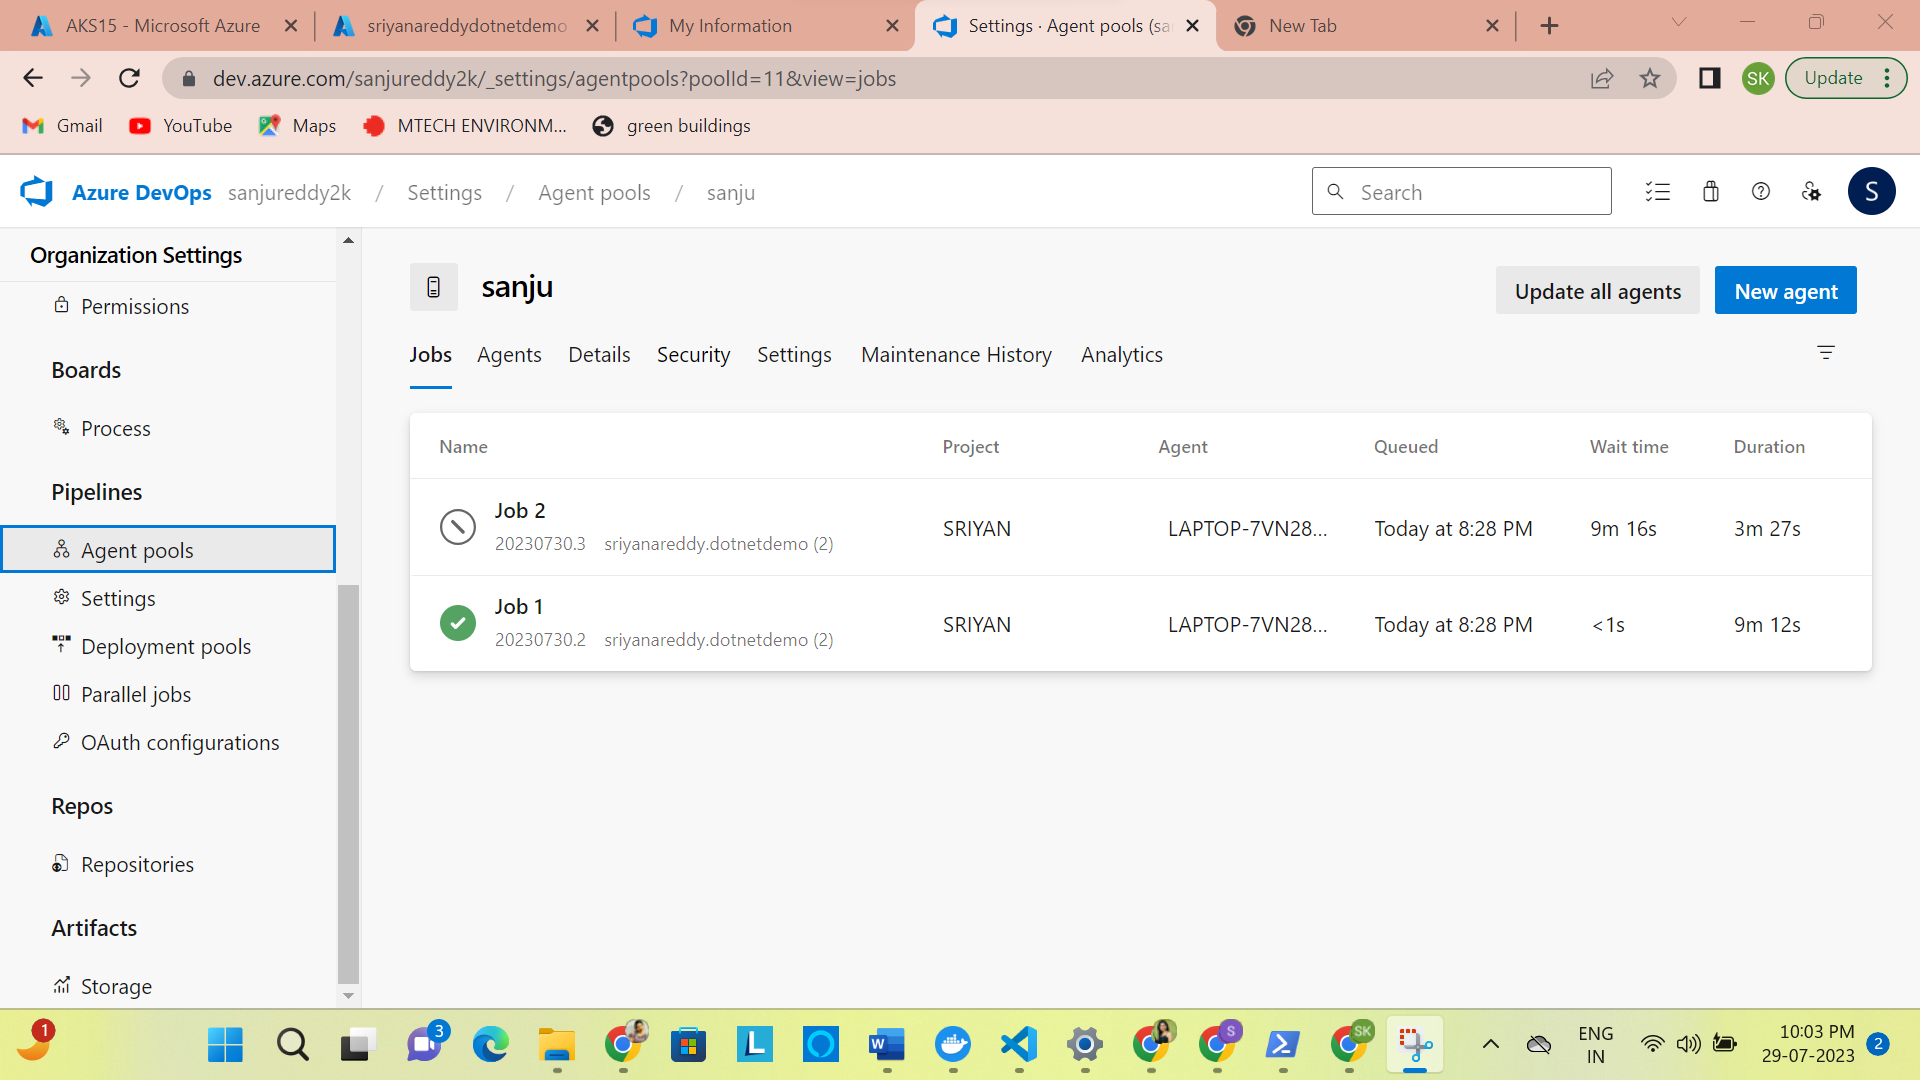 AKS15 - Microsoft Azure
sriyanareddydotnetdemo
My Information
Settings · Agent pools (sa
New Tab
dev.azure.com/sanjureddy2k/_settings/agentpools?poolId=11&view=jobs
SK
Update
Gmail
YouTube
Maps
MTECH ENVIRONM...
green buildings
Azure DevOps sanjureddy2k / Settings / Agent pools / sanju
Search
S
Organization Settings
Permissions
Boards
Process
Pipelines
Agent pools
Settings
Deployment pools
Parallel jobs
OAuth configurations
Repos
Repositories
Artifacts
Storage
sanju
Update all agents
New agent
Jobs Agents Details Security Settings Maintenance History Analytics
Name Project Agent Queued Wait time Duration
Job 2
20230730.3 sriyanareddy.dotnetdemo (2)
SRIYAN LAPTOP-7VN28... Today at 8:28 PM 9m 16s 3m 27s
Job 1
20230730.2 sriyanareddy.dotnetdemo (2)
SRIYAN LAPTOP-7VN28... Today at 8:28 PM <1s 9m 12s
1
3
L
W
S
SK
ENG
IN
10:03 PM
29-07-2023
2